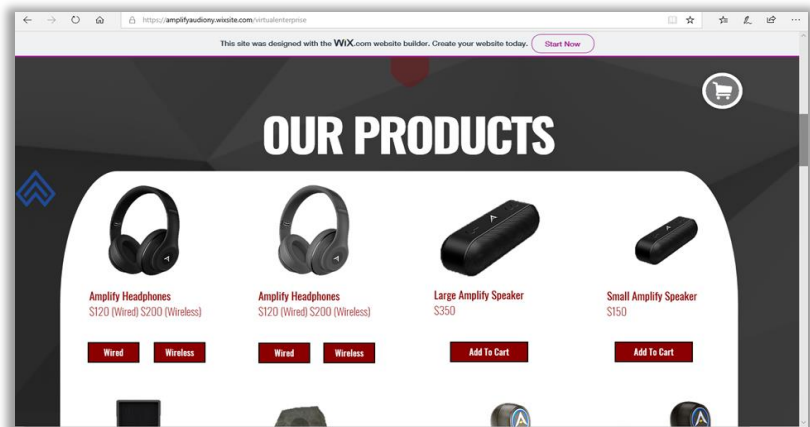 https://amplifyaudiony.wixsite.com/virtualenterprise
This site was designed with the WiX.com website builder. Create your website today. Start Now
OUR PRODUCTS
Amplify Headphones
$120 (Wired) $200 (Wireless)
Wired Wireless
Amplify Headphones
$120 (Wired) $200 (Wireless)
Wired Wireless
Large Amplify Speaker
$350
Add To Cart
Small Amplify Speaker
$150
Add To Cart